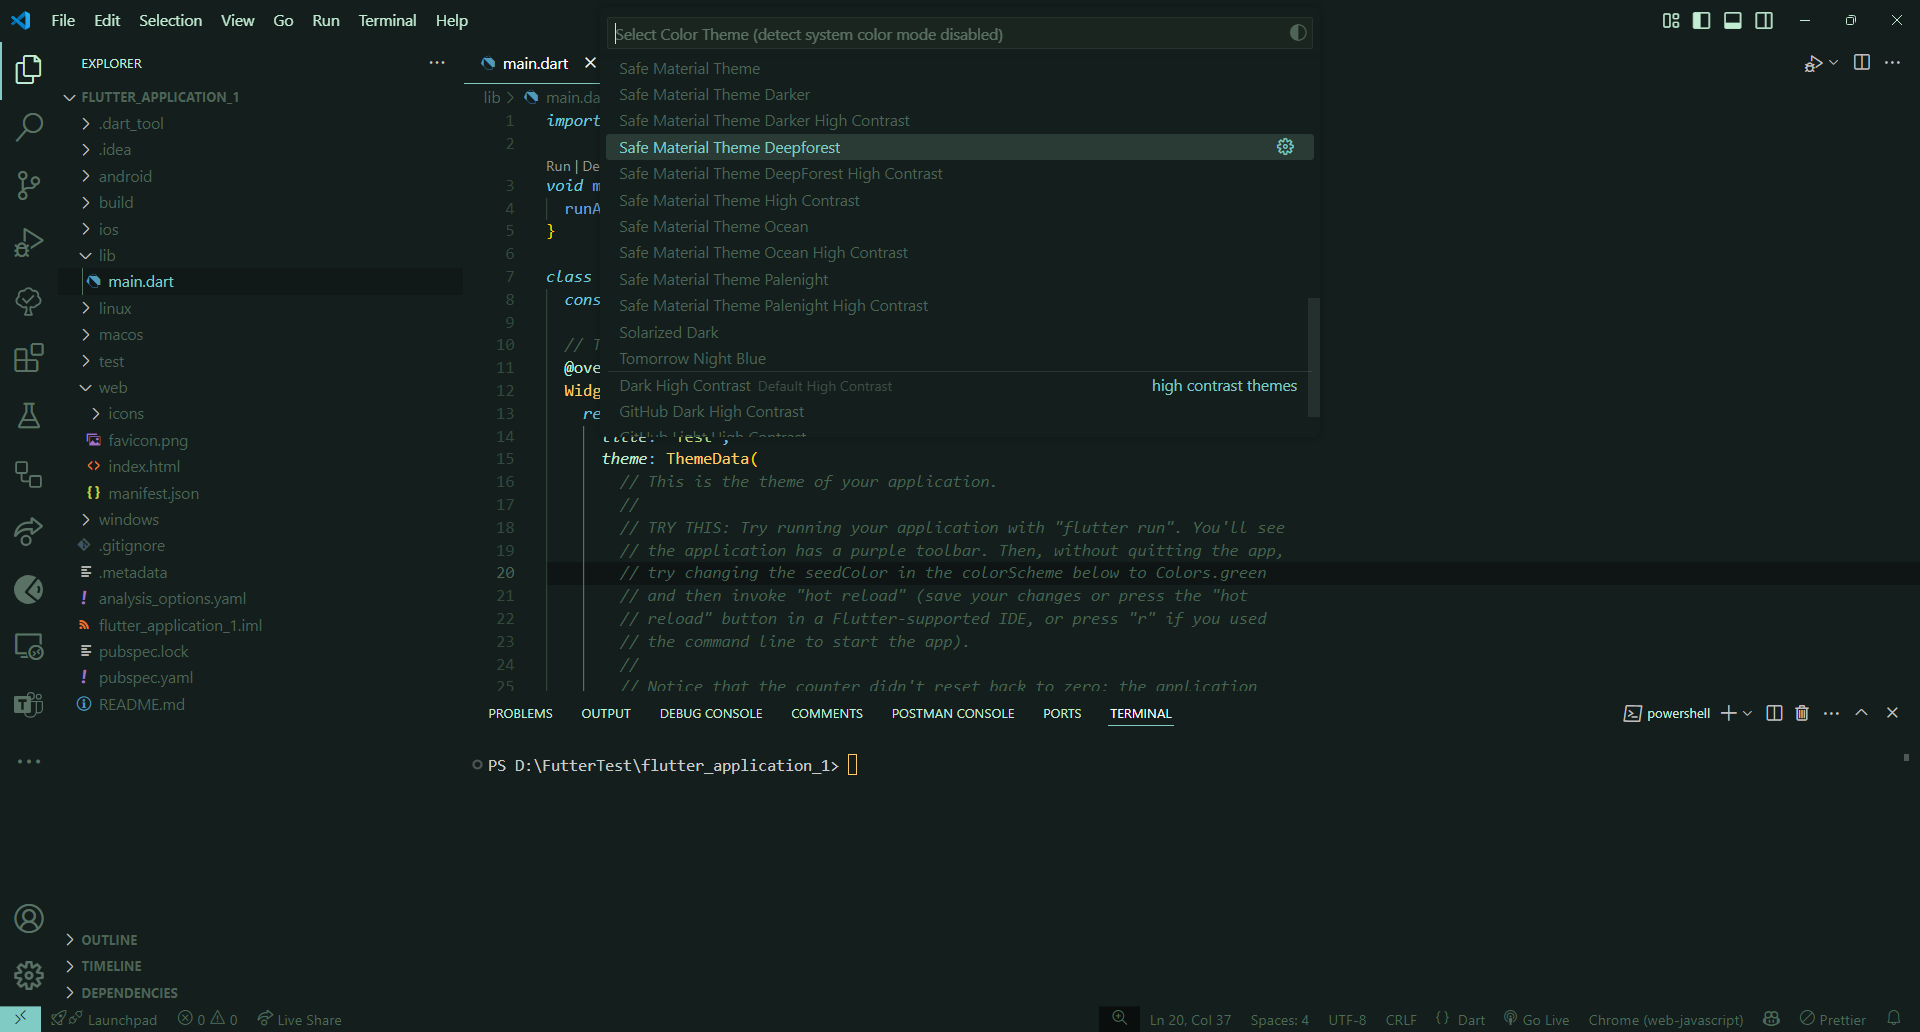 File Edit Selection View Go Run Terminal Help
Select Color Theme (detect system color mode disabled)
Safe Material Theme
Safe Material Theme Darker
Safe Material Theme Darker High Contrast
Safe Material Theme Deepforest
Safe Material Theme DeepForest High Contrast
Safe Material Theme High Contrast
Safe Material Theme Ocean
Safe Material Theme Ocean High Contrast
Safe Material Theme Palenight
Safe Material Theme Palenight High Contrast
Solarized Dark
Tomorrow Night Blue
Dark High Contrast Default High Contrast high contrast themes
GitHub Dark High Contrast
GitHub Light High Contrast
EXPLORER
FLUTTER_APPLICATION_1
.dart_tool
.idea
android
build
ios
lib
main.dart
linux
macos
test
web
icons
favicon.png
index.html
manifest.json
windows
.gitignore
.metadata
analysis_options.yaml
flutter_application_1.iml
pubspec.lock
pubspec.yaml
README.md
OUTLINE
TIMELINE
DEPENDENCIES
main.dart
lib > main.da
1 import
2
Run | De
3 void m
4 runA
5 }
6
7 class
8 cons
9
10 // T
11 @ove
12 Widg
13 re
14 title: 'Test',
15 theme: ThemeData(
16 // This is the theme of your application.
17 //
18 // TRY THIS: Try running your application with "flutter run". You'll see
19 // the application has a purple toolbar. Then, without quitting the app,
20 // try changing the seedColor in the colorScheme below to Colors.green
21 // and then invoke "hot reload" (save your changes or press the "hot
22 // reload" button in a Flutter-supported IDE, or press "r" if you used
23 // the command line to start the app).
24 //
25 // Notice that the counter didn't reset back to zero; the application
PROBLEMS OUTPUT DEBUG CONSOLE COMMENTS POSTMAN CONSOLE PORTS TERMINAL
powershell
PS D:\FutterTest\flutter_application_1>
Launchpad 0 0 Live Share
Ln 20, Col 37 Spaces: 4 UTF-8 CRLF {} Dart Go Live Chrome (web-javascript) Prettier